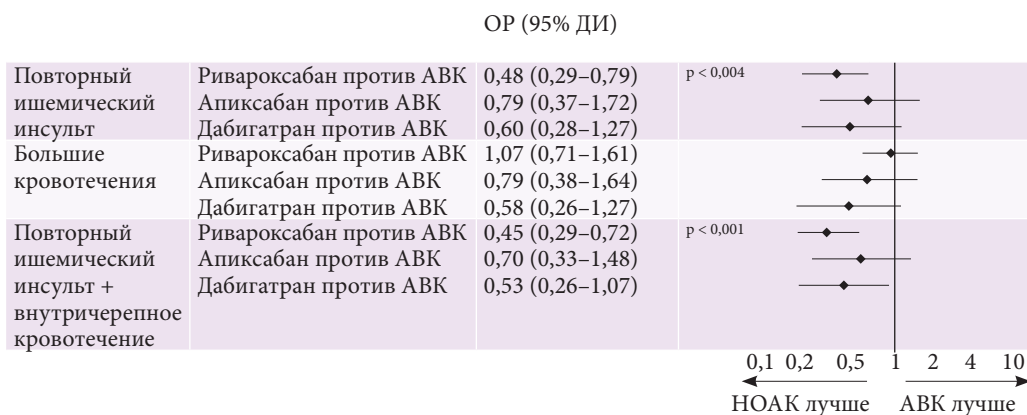 ОР (95% ДИ)
Повторный Ривароксабан против АВК 0,48 (0,29–0,79) p < 0,004
ишемический Апиксабан против АВК 0,79 (0,37–1,72)
инсульт Дабигатран против АВК 0,60 (0,28–1,27)
Большие Ривароксабан против АВК 1,07 (0,71–1,61)
кровотечения Апиксабан против АВК 0,79 (0,38–1,64)
Дабигатран против АВК 0,58 (0,26–1,27)
Повторный Ривароксабан против АВК 0,45 (0,29–0,72) p < 0,001
ишемический Апиксабан против АВК 0,70 (0,33–1,48)
инсульт + Дабигатран против АВК 0,53 (0,26–1,07)
внутричерепное
кровотечение
0,1 0,2 0,5 1 2 4 10
НОАК лучше АВК лучше